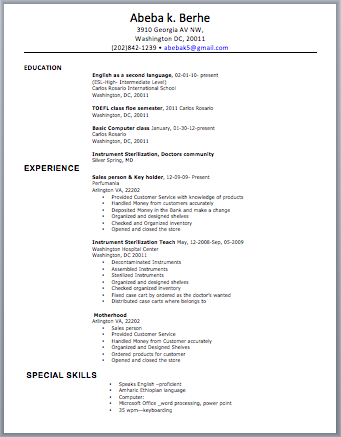 Abeba k. Berhe
3910 Georgia AV NW,
Washington DC, 20011
(202)842-1239 • abebak5@gmail.com
EDUCATION
English as a second language, 02-01-10- present
(ESL-High- Intermediate Level)
Carlos Rosario International School
Washington, DC, 20011
TOEFL class floe semester, 2011 Carlos Rosario
Washington, DC, 20011
Basic Computer class January, 01-30-12-present
Carlos Rosario
Washington, DC, 20011
Instrument Sterilization, Doctors community
Silver Spring, MD
EXPERIENCE
Sales person & Key holder, 12-09-09- Present
Perfumania
Arlington VA, 22202
• Provided Customer Service with knowledge of products
• Handled Money from customers accurately
• Deposited Money in the Bank and make a change
• Organized and designed shelves
• Checked and Organized inventory
• Opened and closed the store
Instrument Sterilization Teach May, 12-2008-Sep, 05-2009
Washington Hospital Center
Washington, DC 20011
• Decontaminated Instruments
• Assembled Instruments
• Sterilized Instruments
• Organized and designed shelves
• Checked organized inventory
• Fixed case cart by ordered as the doctor's wanted
• Distributed case carts where belongs to
Motherhood
Arlington VA, 22202
• Sales person
• Provided Customer Service
• Handled Money from Customer accurately
• Organized and Designed Shelves
• Ordered products for customer
• Opened and closed the store
SPECIAL SKILLS
• Speaks English –proficient
• Amharic Ethiopian language
• Computer:
• Microsoft Office _word processing, power point
• 35 wpm—keyboarding